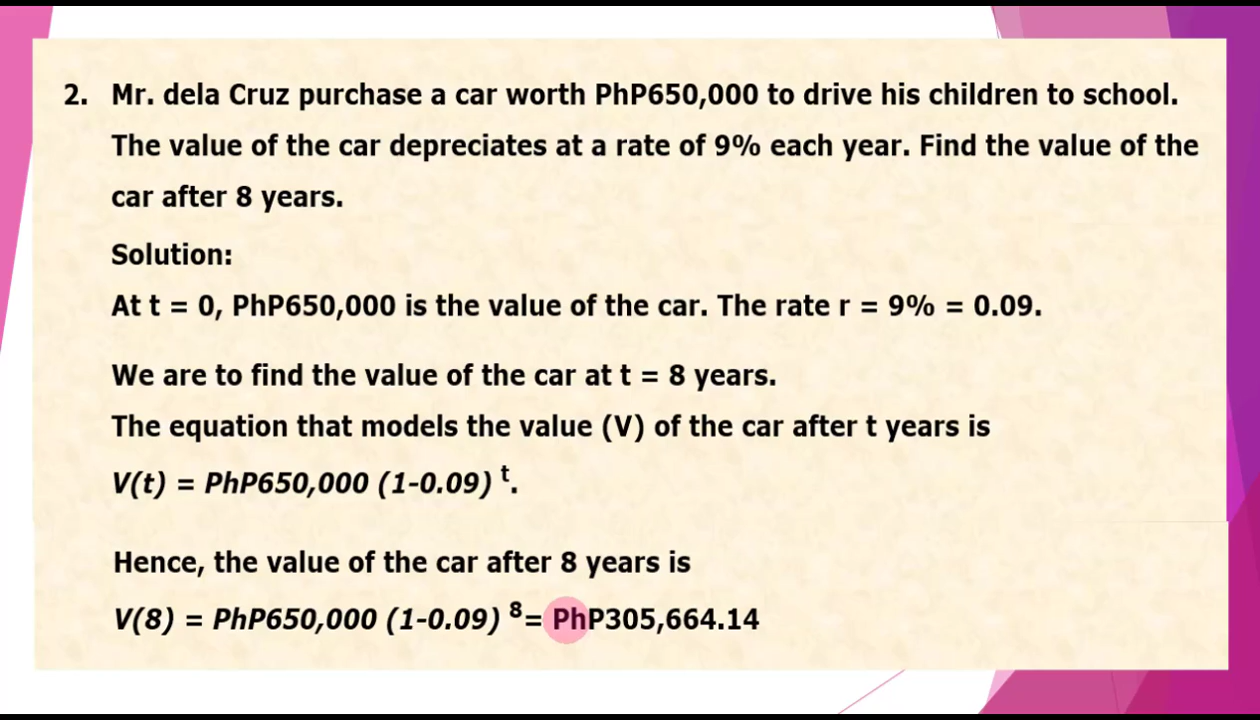 2. Mr. dela Cruz purchase a car worth PhP650,000 to drive his children to school.
The value of the car depreciates at a rate of 9% each year. Find the value of the
car after 8 years.
Solution:
At t = 0, PhP650,000 is the value of the car. The rate r = 9% = 0.09.
We are to find the value of the car at t = 8 years.
The equation that models the value (V) of the car after t years is
V(t) = PhP650,000 (1-0.09) ᵗ.
Hence, the value of the car after 8 years is
V(8) = PhP650,000 (1-0.09) ⁸= PhP305,664.14